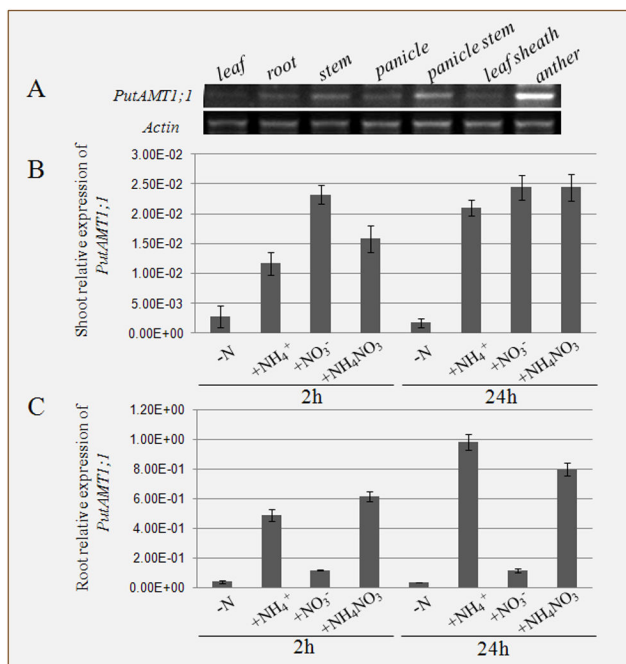 leaf root stem panicle panicle stem leaf sheath anther
A
PutAMT1;1
Actin
B
Shoot relative expression of
PutAMT1;1
3.00E-02
2.50E-02
2.00E-02
1.50E-02
1.00E-02
5.00E-03
0.00E+00
-N +NH₄⁺ +NO₃⁻ +NH₄NO₃ -N +NH₄⁺ +NO₃⁻ +NH₄NO₃
2h 24h
C
Root relative expression of
PutAMT1;1
1.20E+00
1.00E+00
8.00E-01
6.00E-01
4.00E-01
2.00E-01
0.00E+00
-N +NH₄⁺ +NO₃⁻ +NH₄NO₃ -N +NH₄⁺ +NO₃⁻ +NH₄NO₃
2h 24h